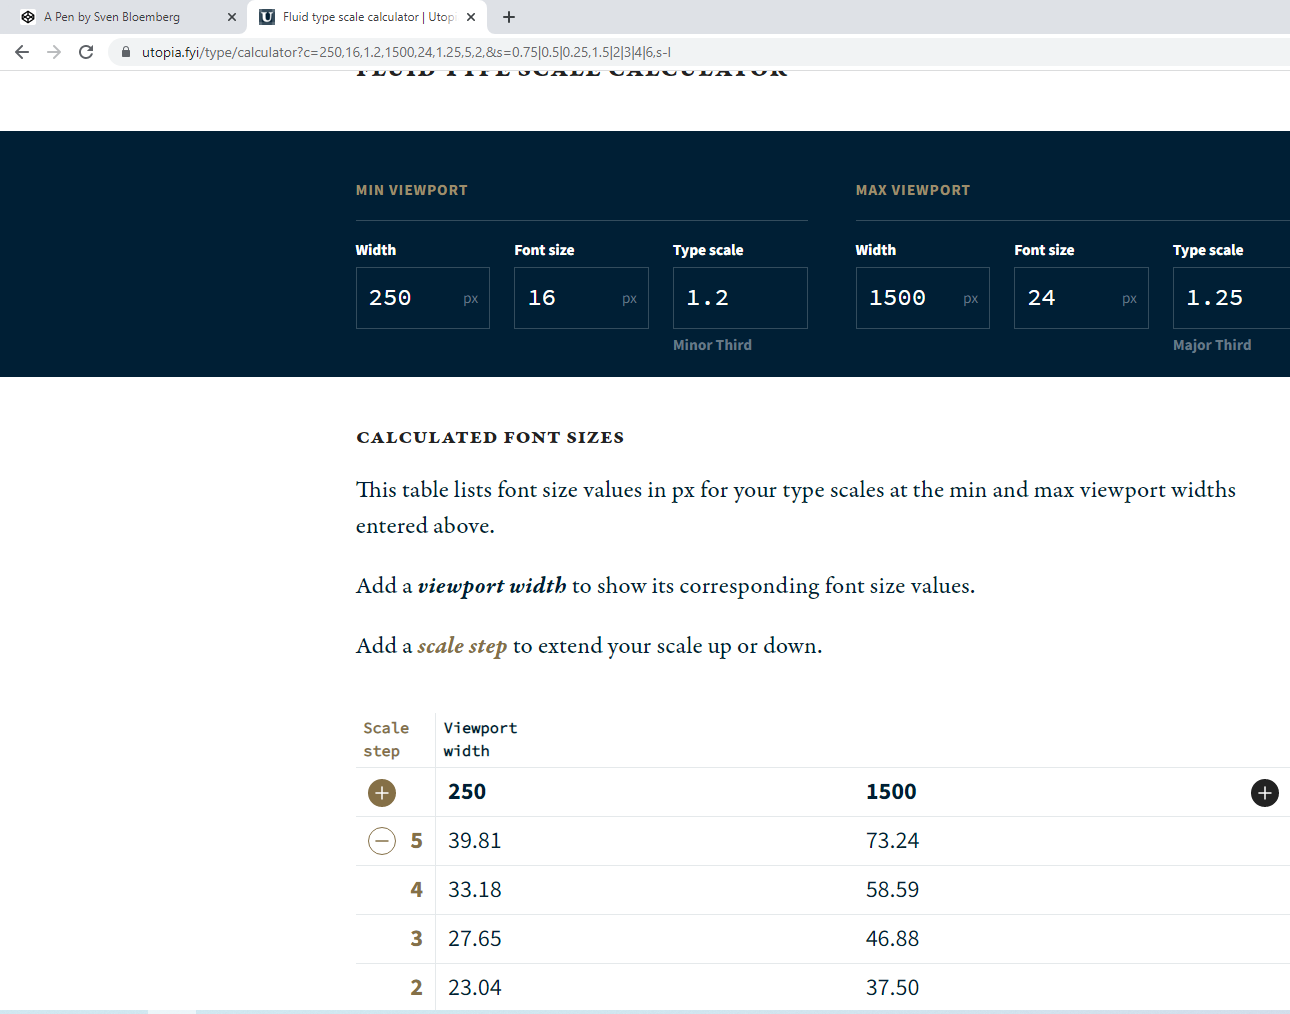 A Pen by Sven Bloemberg
Fluid type scale calculator | Utop
utopia.fyi/type/calculator?c=250,16,1.2,1500,24,1.25,5,2,&s=0.75|0.5|0.25,1.5|2|3|4|6,s-l
FLUID TYPE SCALE CALCULATOR
MIN VIEWPORT MAX VIEWPORT
Width Font size Type scale Width Font size Type scale
250 px 16 px 1.2 1500 px 24 px 1.25
Minor Third Major Third
CALCULATED FONT SIZES
This table lists font size values in px for your type scales at the min and max viewport widths
entered above.
Add a viewport width to show its corresponding font size values.
Add a scale step to extend your scale up or down.
Scale Viewport
step width
250 1500
5 39.81 73.24
4 33.18 58.59
3 27.65 46.88
2 23.04 37.50